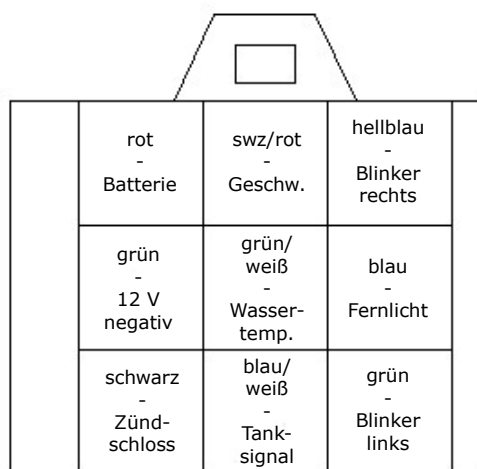 rot
-
Batterie
swz/rot
-
Geschw.
hellblau
-
Blinker
rechts
grün
-
12 V
negativ
grün/
weiß
-
Wasser-
temp.
blau
-
Fernlicht
schwarz
-
Zünd-
schloss
blau/
weiß
-
Tank-
signal
grün
-
Blinker
links